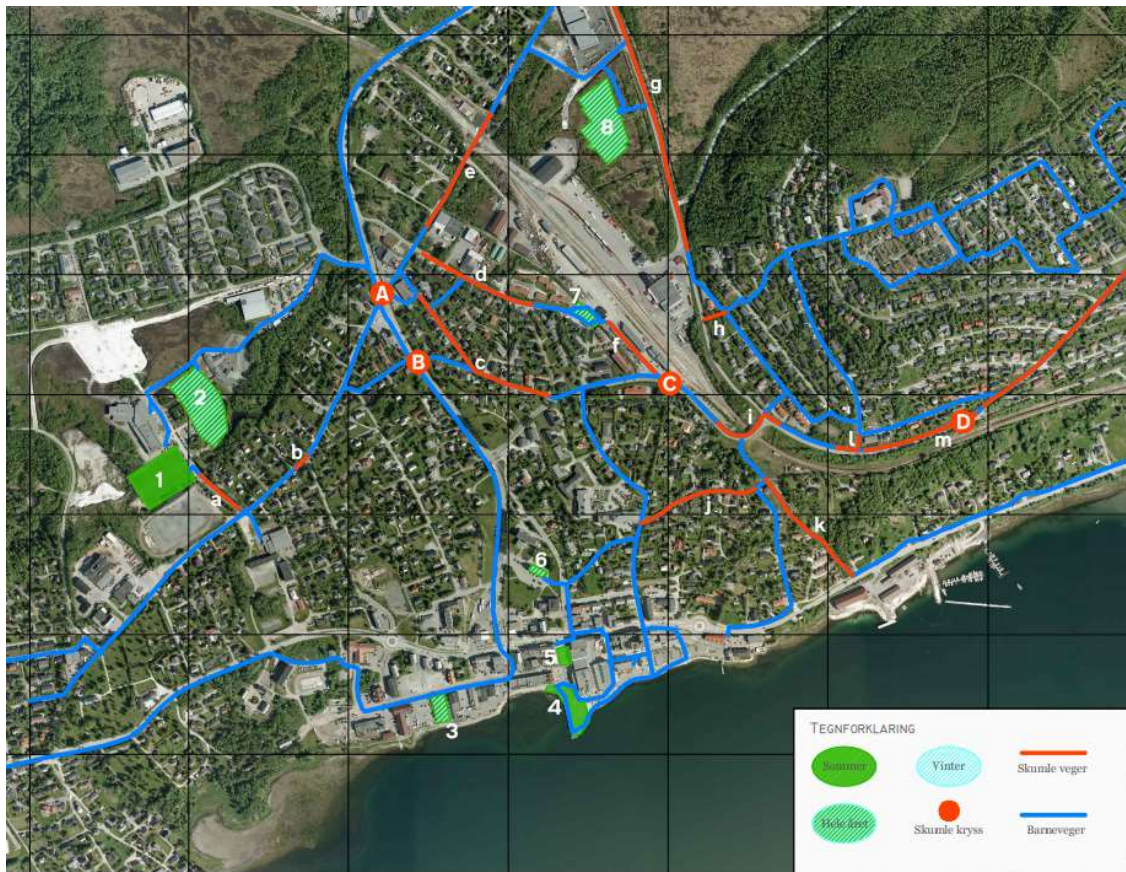 g
8
e
A
d
7
h
f
c
B
C
2
i
D
b
l
m
1
a
j
k
6
5
4
3
TEGNFORKLARING
Sommer
Vinter
Skumle veger
Hele året
Skumle kryss
Barneveger